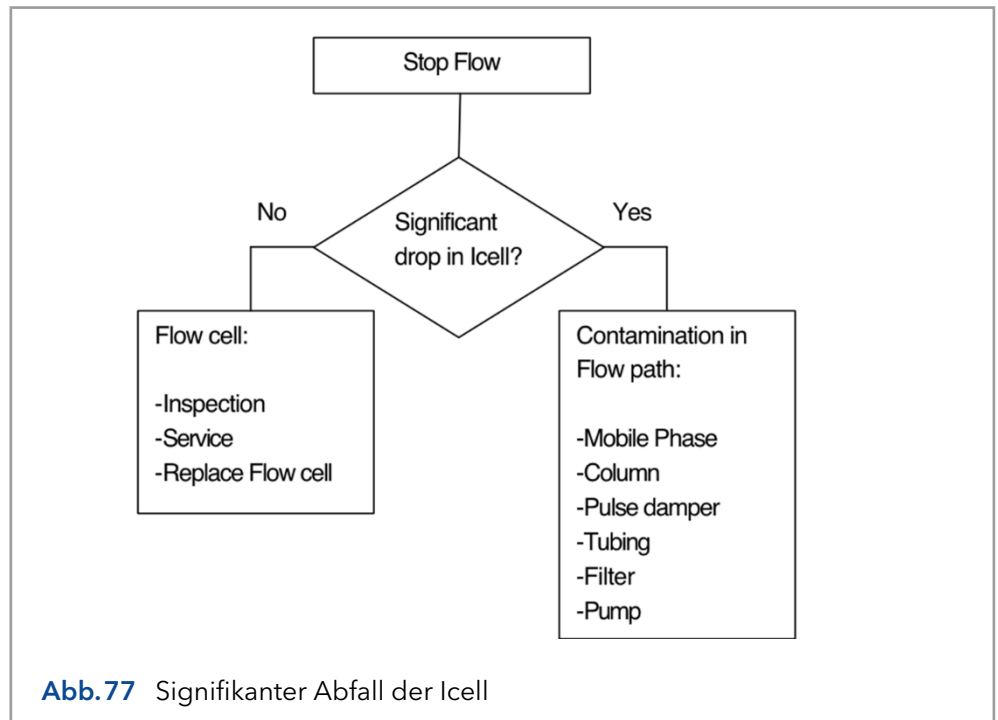 Stop Flow
No
Yes
Significant
drop in Icell?
Flow cell:
-Inspection
-Service
-Replace Flow cell
Contamination in
Flow path:
-Mobile Phase
-Column
-Pulse damper
-Tubing
-Filter
-Pump
Abb.77 Signifikanter Abfall der Icell